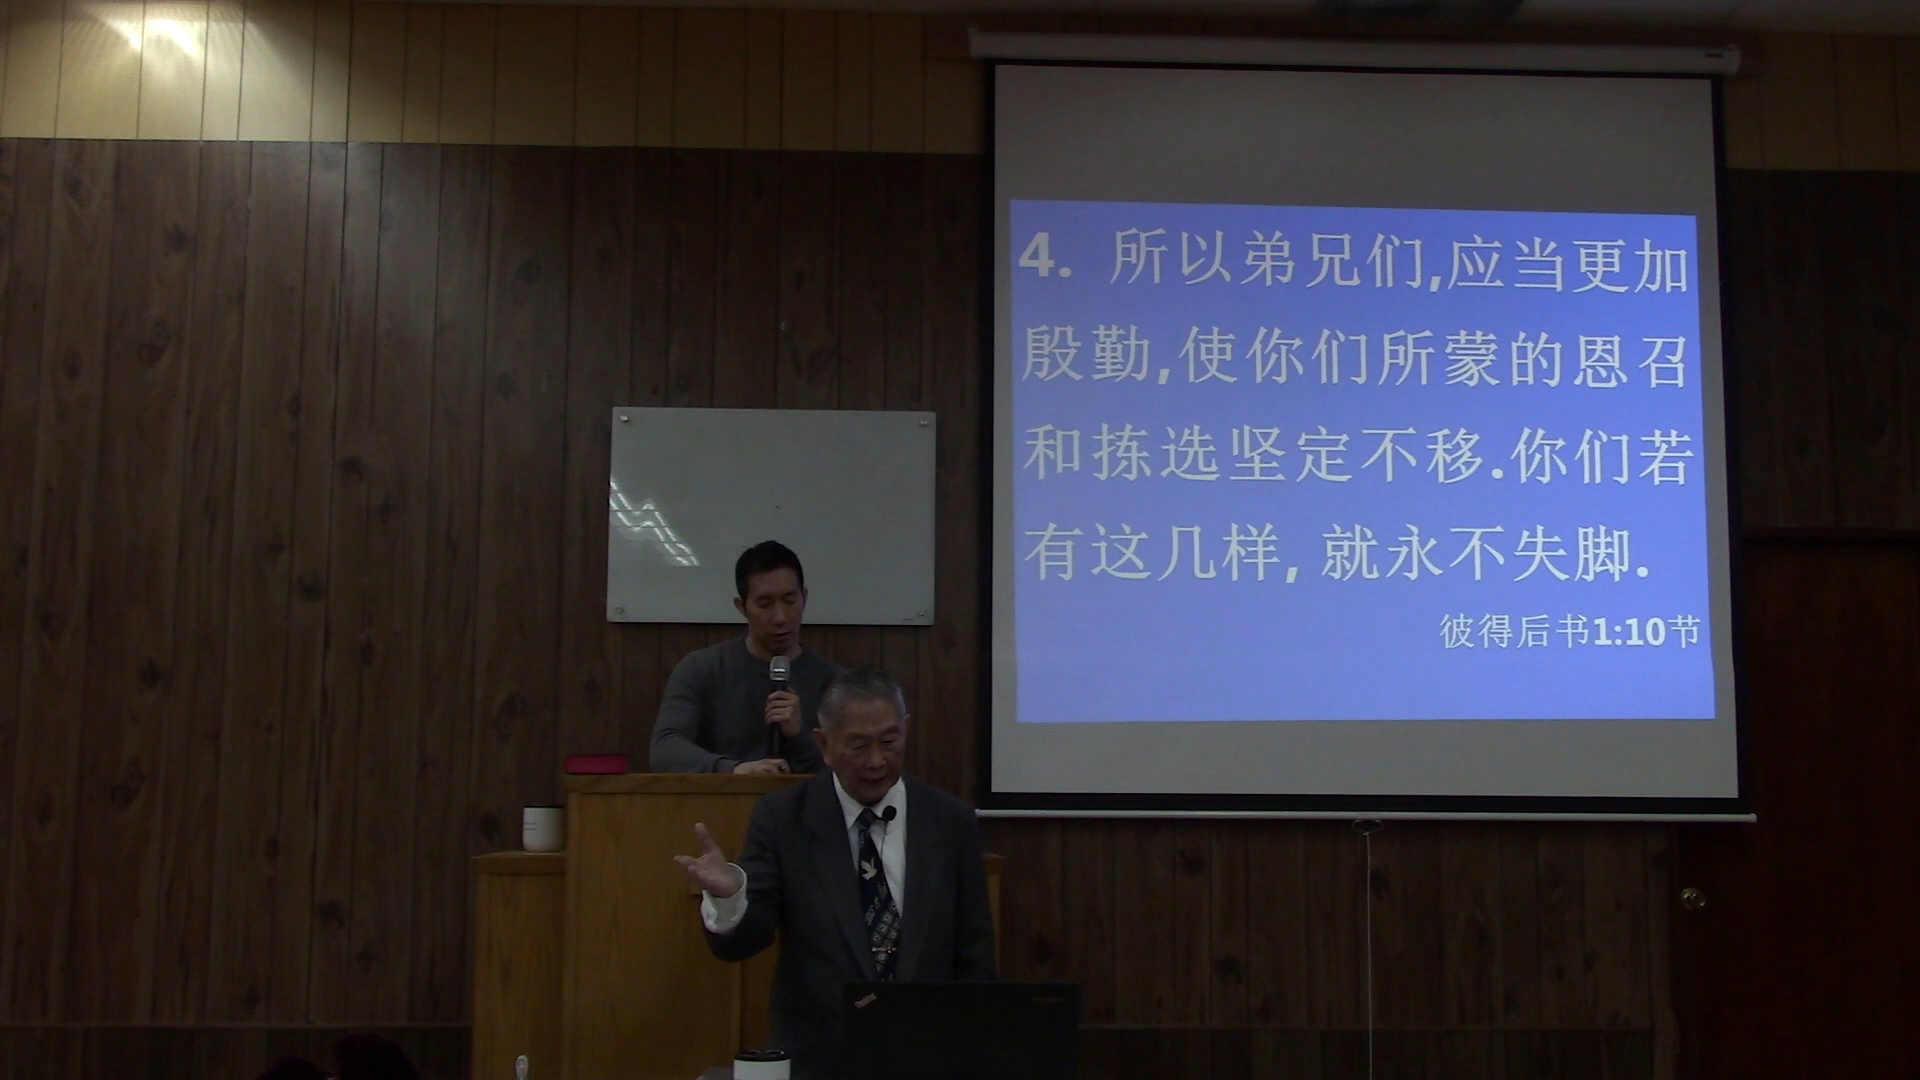 4. 所以弟兄们,应当更加
殷勤,使你们所蒙的恩召
和拣选坚定不移.你们若
有这几样, 就永不失脚.
彼得后书1:10节